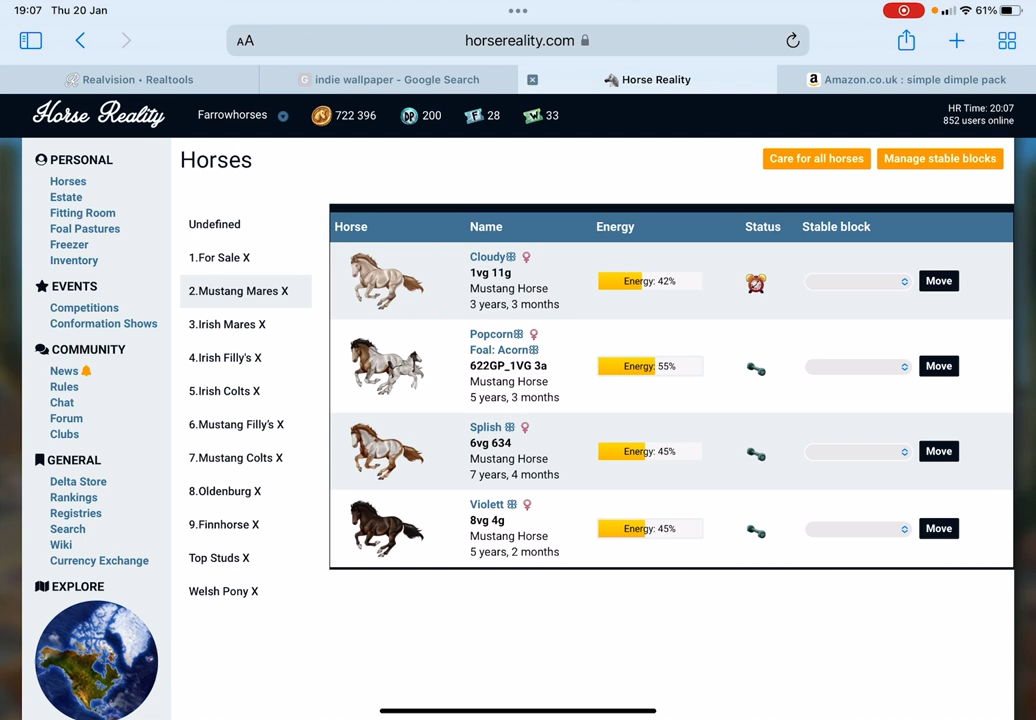 19:07 Thu 20 Jan
61%
AA
horsereality.com
Realvision • Realtools
indie wallpaper - Google Search
Horse Reality
Amazon.co.uk : simple dimple pack
Horse Reality
Farrowhorses
722 396
DP 200
28
33
HR Time: 20:07
852 users online
PERSONAL
Horses
Estate
Fitting Room
Foal Pastures
Freezer
Inventory
EVENTS
Competitions
Conformation Shows
COMMUNITY
News
Rules
Chat
Forum
Clubs
GENERAL
Delta Store
Rankings
Registries
Search
Wiki
Currency Exchange
EXPLORE
Horses
Care for all horses
Manage stable blocks
Undefined
1.For Sale X
2.Mustang Mares X
3.Irish Mares X
4.Irish Filly's X
5.Irish Colts X
6.Mustang Filly's X
7.Mustang Colts X
8.Oldenburg X
9.Finnhorse X
Top Studs X
Welsh Pony X
Horse Name Energy Status Stable block
Cloudyꕥ ♀
1vg 11g
Mustang Horse
3 years, 3 months
Energy: 42%
Move
Popcornꕥ ♀
Foal: Acornꕥ
622GP_1VG 3a
Mustang Horse
5 years, 3 months
Energy: 55%
Move
Splish ꕥ ♀
6vg 634
Mustang Horse
7 years, 4 months
Energy: 45%
Move
Violett ꕥ ♀
8vg 4g
Mustang Horse
5 years, 2 months
Energy: 45%
Move